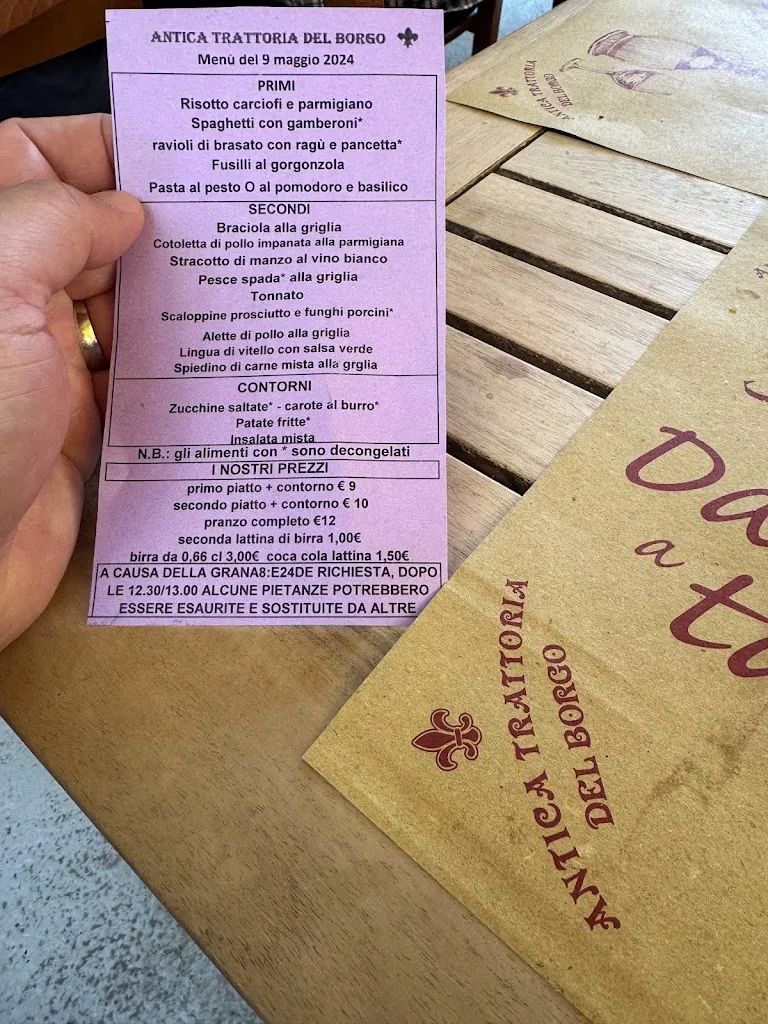 ANTICA TRATTORIA DEL BORGO
Menù del 9 maggio 2024
PRIMI
Risotto carciofi e parmigiano
Spaghetti con gamberoni*
ravioli di brasato con ragù e pancetta*
Fusilli al gorgonzola
Pasta al pesto O al pomodoro e basilico
SECONDI
Braciola alla griglia
Cotoletta di pollo impanata alla parmigiana
Stracotto di manzo al vino bianco
Pesce spada* alla griglia
Tonnato
Scaloppine prosciutto e funghi porcini*
Alette di pollo alla griglia
Lingua di vitello con salsa verde
Spiedino di carne mista alla grglia
CONTORNI
Zucchine saltate* - carote al burro*
Patate fritte*
Insalata mista
N.B.: gli alimenti con * sono decongelati
I NOSTRI PREZZI
primo piatto + contorno € 9
secondo piatto + contorno € 10
pranzo completo €12
seconda lattina di birra 1,00€
birra da 0,66 cl 3,00€ coca cola lattina 1,50€
A CAUSA DELLA GRANA8:E24DE RICHIESTA, DOPO
LE 12.30/13.00 ALCUNE PIETANZE POTREBBERO
ESSERE ESAURITE E SOSTITUITE DA ALTRE
ANTICA TRATTORIA
DEL BORGO
Da
a
ANTICA TRATTORIA
DEL BORGO